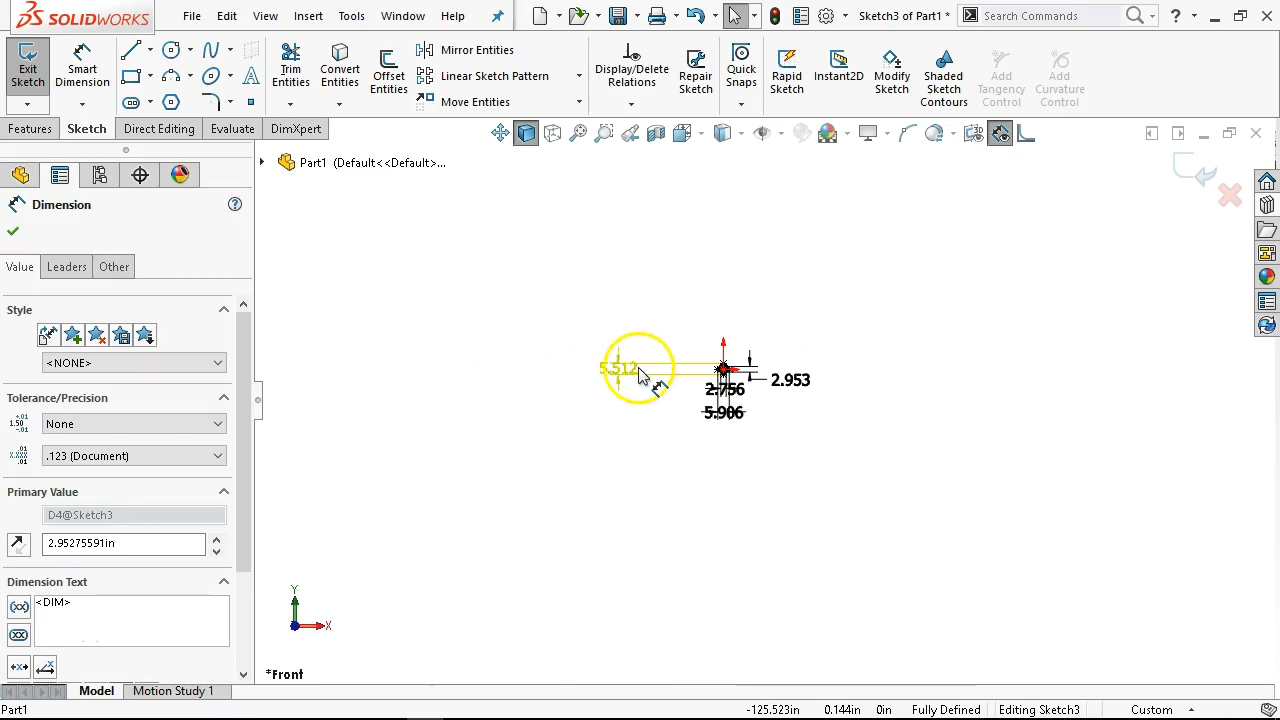 SOLIDWORKS File Edit View Insert Tools Window Help Sketch3 of Part1 * Search Commands ?
Exit Sketch
Smart Dimension
Trim Entities
Convert Entities
Offset Entities
Mirror Entities
Linear Sketch Pattern
Move Entities
Display/Delete Relations
Repair Sketch
Quick Snaps
Rapid Sketch
Instant2D
Modify Sketch
Shaded Sketch Contours
Add Tangency Control
Add Curvature Control
Features Sketch Direct Editing Evaluate DimXpert
Part1 (Default<<Default>...
Dimension
Value Leaders Other
Style
<NONE>
Tolerance/Precision
None
.123 (Document)
Primary Value
D4@Sketch3
2.95275591in
Dimension Text
<DIM>
5.512
2.953
2.756
5.906
Y
X
*Front
Model Motion Study 1
Part1 -125.523in 0.144in 0in Fully Defined Editing Sketch3 Custom